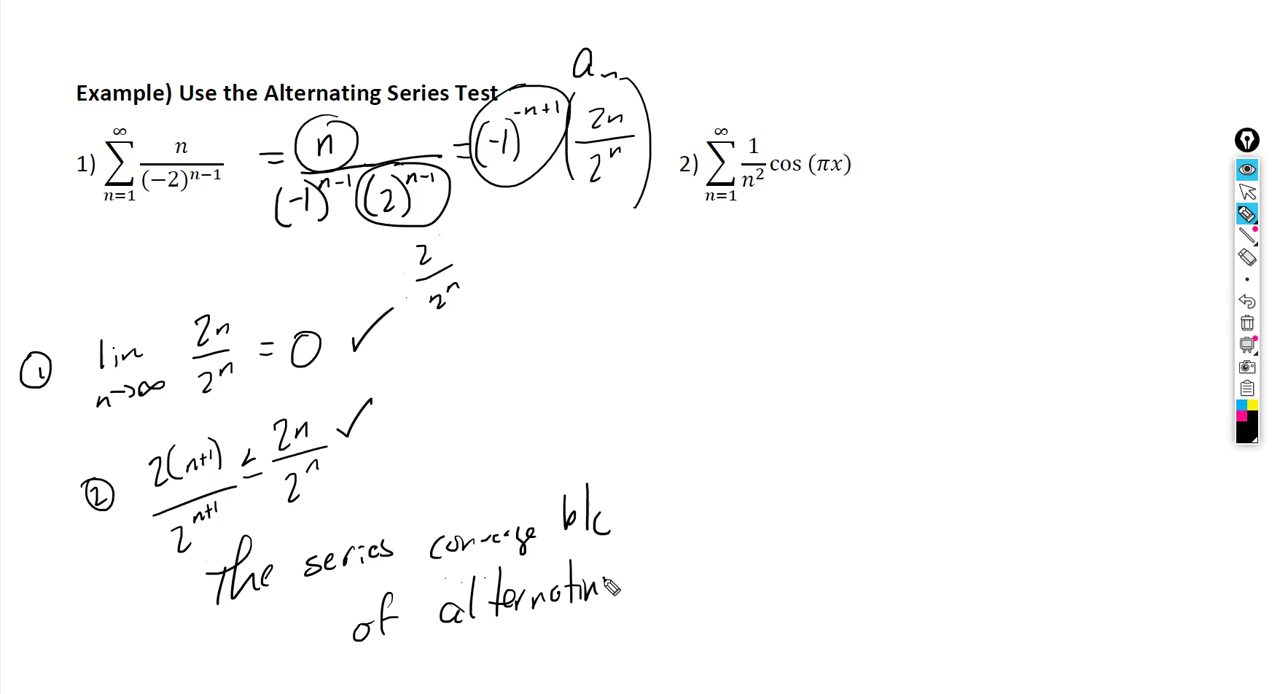 Example) Use the Alternating Series Test
1) ∑_{n=1}^{∞} n/(-2)^{n-1} = n/((-1)^{n-1} (2)^{n-1}) = (-1)^{-n+1} (2n/2^n) a_n
2) ∑_{n=1}^{∞} 1/n² cos (πx)
2/2^n
① lim_{n→∞} 2n/2^n = 0 ✓
② 2(n+1)/2^{n+1} ≤ 2n/2^n ✓
The series converge b/c
of alternatin